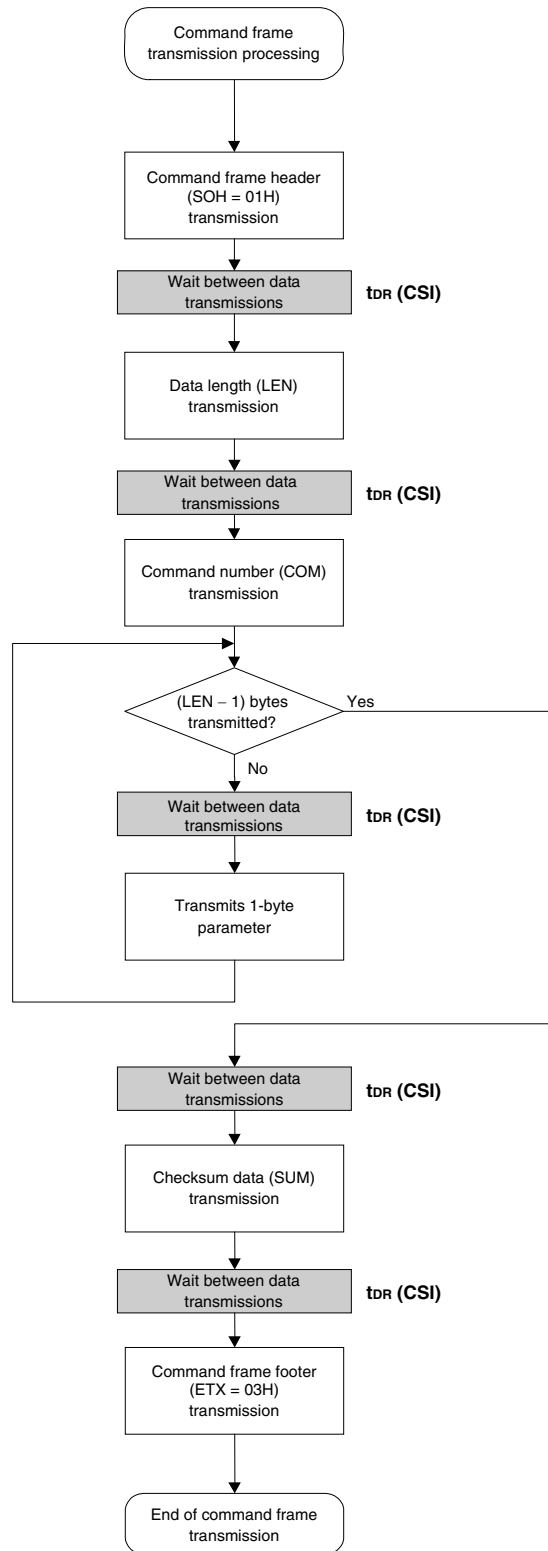 Command frame
transmission processing
Command frame header
(SOH = 01H)
transmission
Wait between data
transmissions
tDR (CSI)
Data length (LEN)
transmission
Wait between data
transmissions
tDR (CSI)
Command number (COM)
transmission
(LEN − 1) bytes
transmitted?
Yes
No
Wait between data
transmissions
tDR (CSI)
Transmits 1-byte
parameter
Wait between data
transmissions
tDR (CSI)
Checksum data (SUM)
transmission
Wait between data
transmissions
tDR (CSI)
Command frame footer
(ETX = 03H)
transmission
End of command frame
transmission